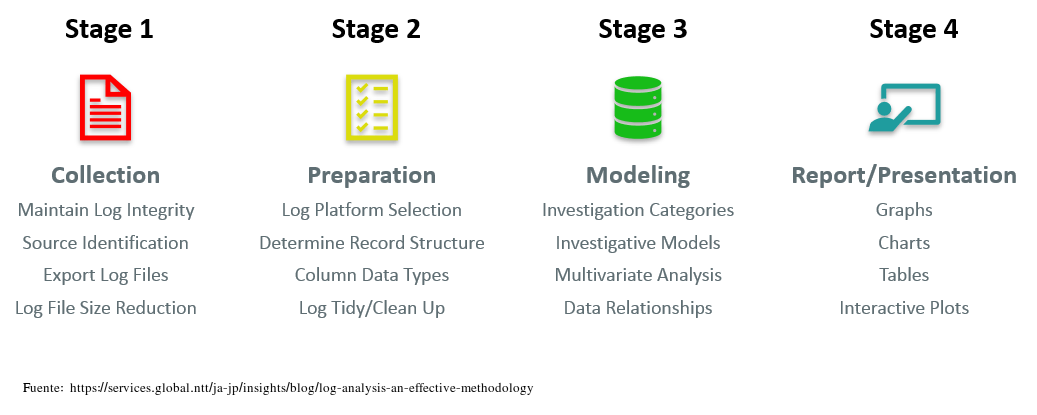 Stage 1
Stage 2
Stage 3
Stage 4
Collection
Maintain Log Integrity
Source Identification
Export Log Files
Log File Size Reduction
Preparation
Log Platform Selection
Determine Record Structure
Column Data Types
Log Tidy/Clean Up
Modeling
Investigation Categories
Investigative Models
Multivariate Analysis
Data Relationships
Report/Presentation
Graphs
Charts
Tables
Interactive Plots
Fuente: https://services.global.ntt/ja-jp/insights/blog/log-analysis-an-effective-methodology